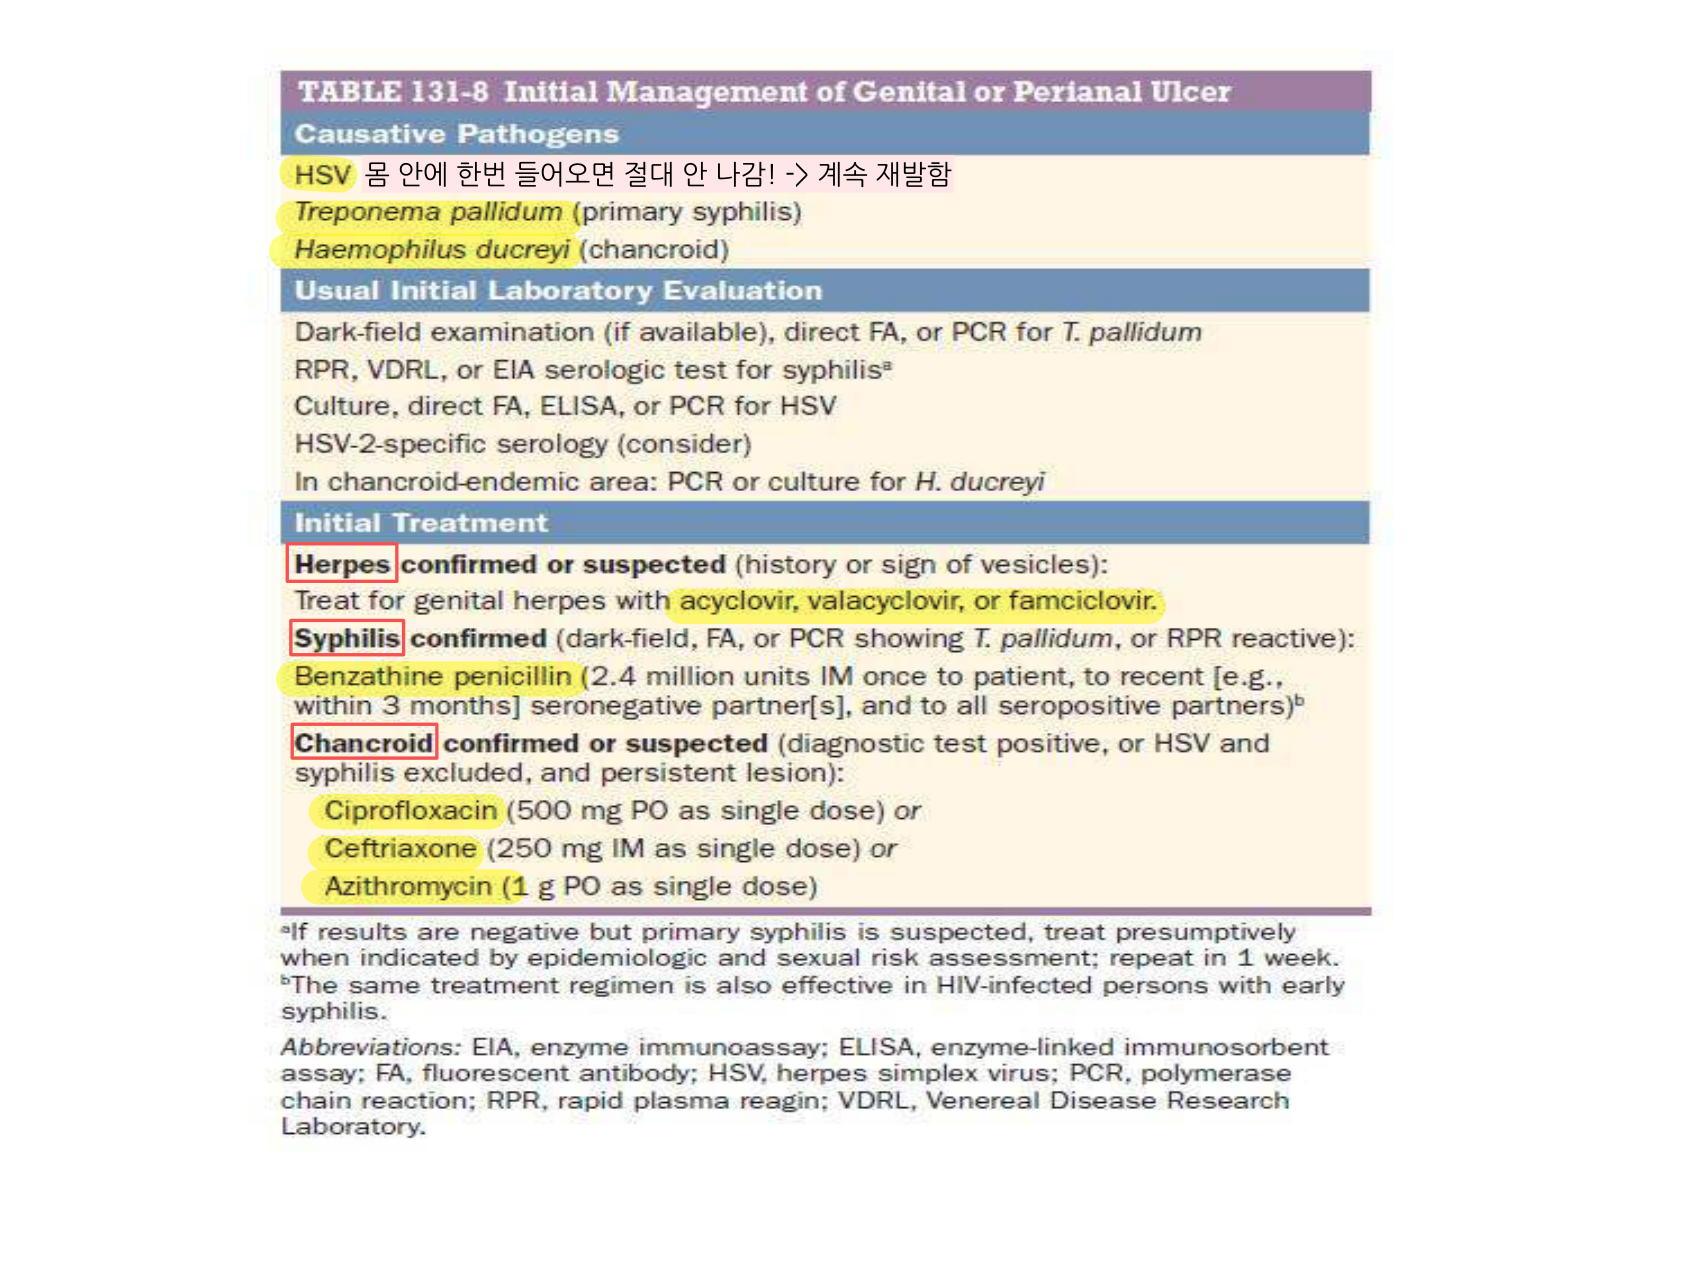 TABLE 131-8 Initial Management of Genital or Perianal Ulcer
Causative Pathogens
HSV 몸 안에 한번 들어오면 절대 안 나감! -> 계속 재발함
Treponema pallidum (primary syphilis)
Haemophilus ducreyi (chancroid)
Usual Initial Laboratory Evaluation
Dark-field examination (if available), direct FA, or PCR for T. pallidum
RPR, VDRL, or EIA serologic test for syphilisᵃ
Culture, direct FA, ELISA, or PCR for HSV
HSV-2-specific serology (consider)
In chancroid-endemic area: PCR or culture for H. ducreyi
Initial Treatment
Herpes confirmed or suspected (history or sign of vesicles):
Treat for genital herpes with acyclovir, valacyclovir, or famciclovir.
Syphilis confirmed (dark-field, FA, or PCR showing T. pallidum, or RPR reactive):
Benzathine penicillin (2.4 million units IM once to patient, to recent [e.g.,
within 3 months] seronegative partner[s], and to all seropositive partners)ᵇ
Chancroid confirmed or suspected (diagnostic test positive, or HSV and
syphilis excluded, and persistent lesion):
Ciprofloxacin (500 mg PO as single dose) or
Ceftriaxone (250 mg IM as single dose) or
Azithromycin (1 g PO as single dose)
ᵃIf results are negative but primary syphilis is suspected, treat presumptively
when indicated by epidemiologic and sexual risk assessment; repeat in 1 week.
ᵇThe same treatment regimen is also effective in HIV-infected persons with early
syphilis.
Abbreviations: EIA, enzyme immunoassay; ELISA, enzyme-linked immunosorbent
assay; FA, fluorescent antibody; HSV, herpes simplex virus; PCR, polymerase
chain reaction; RPR, rapid plasma reagin; VDRL, Venereal Disease Research
Laboratory.